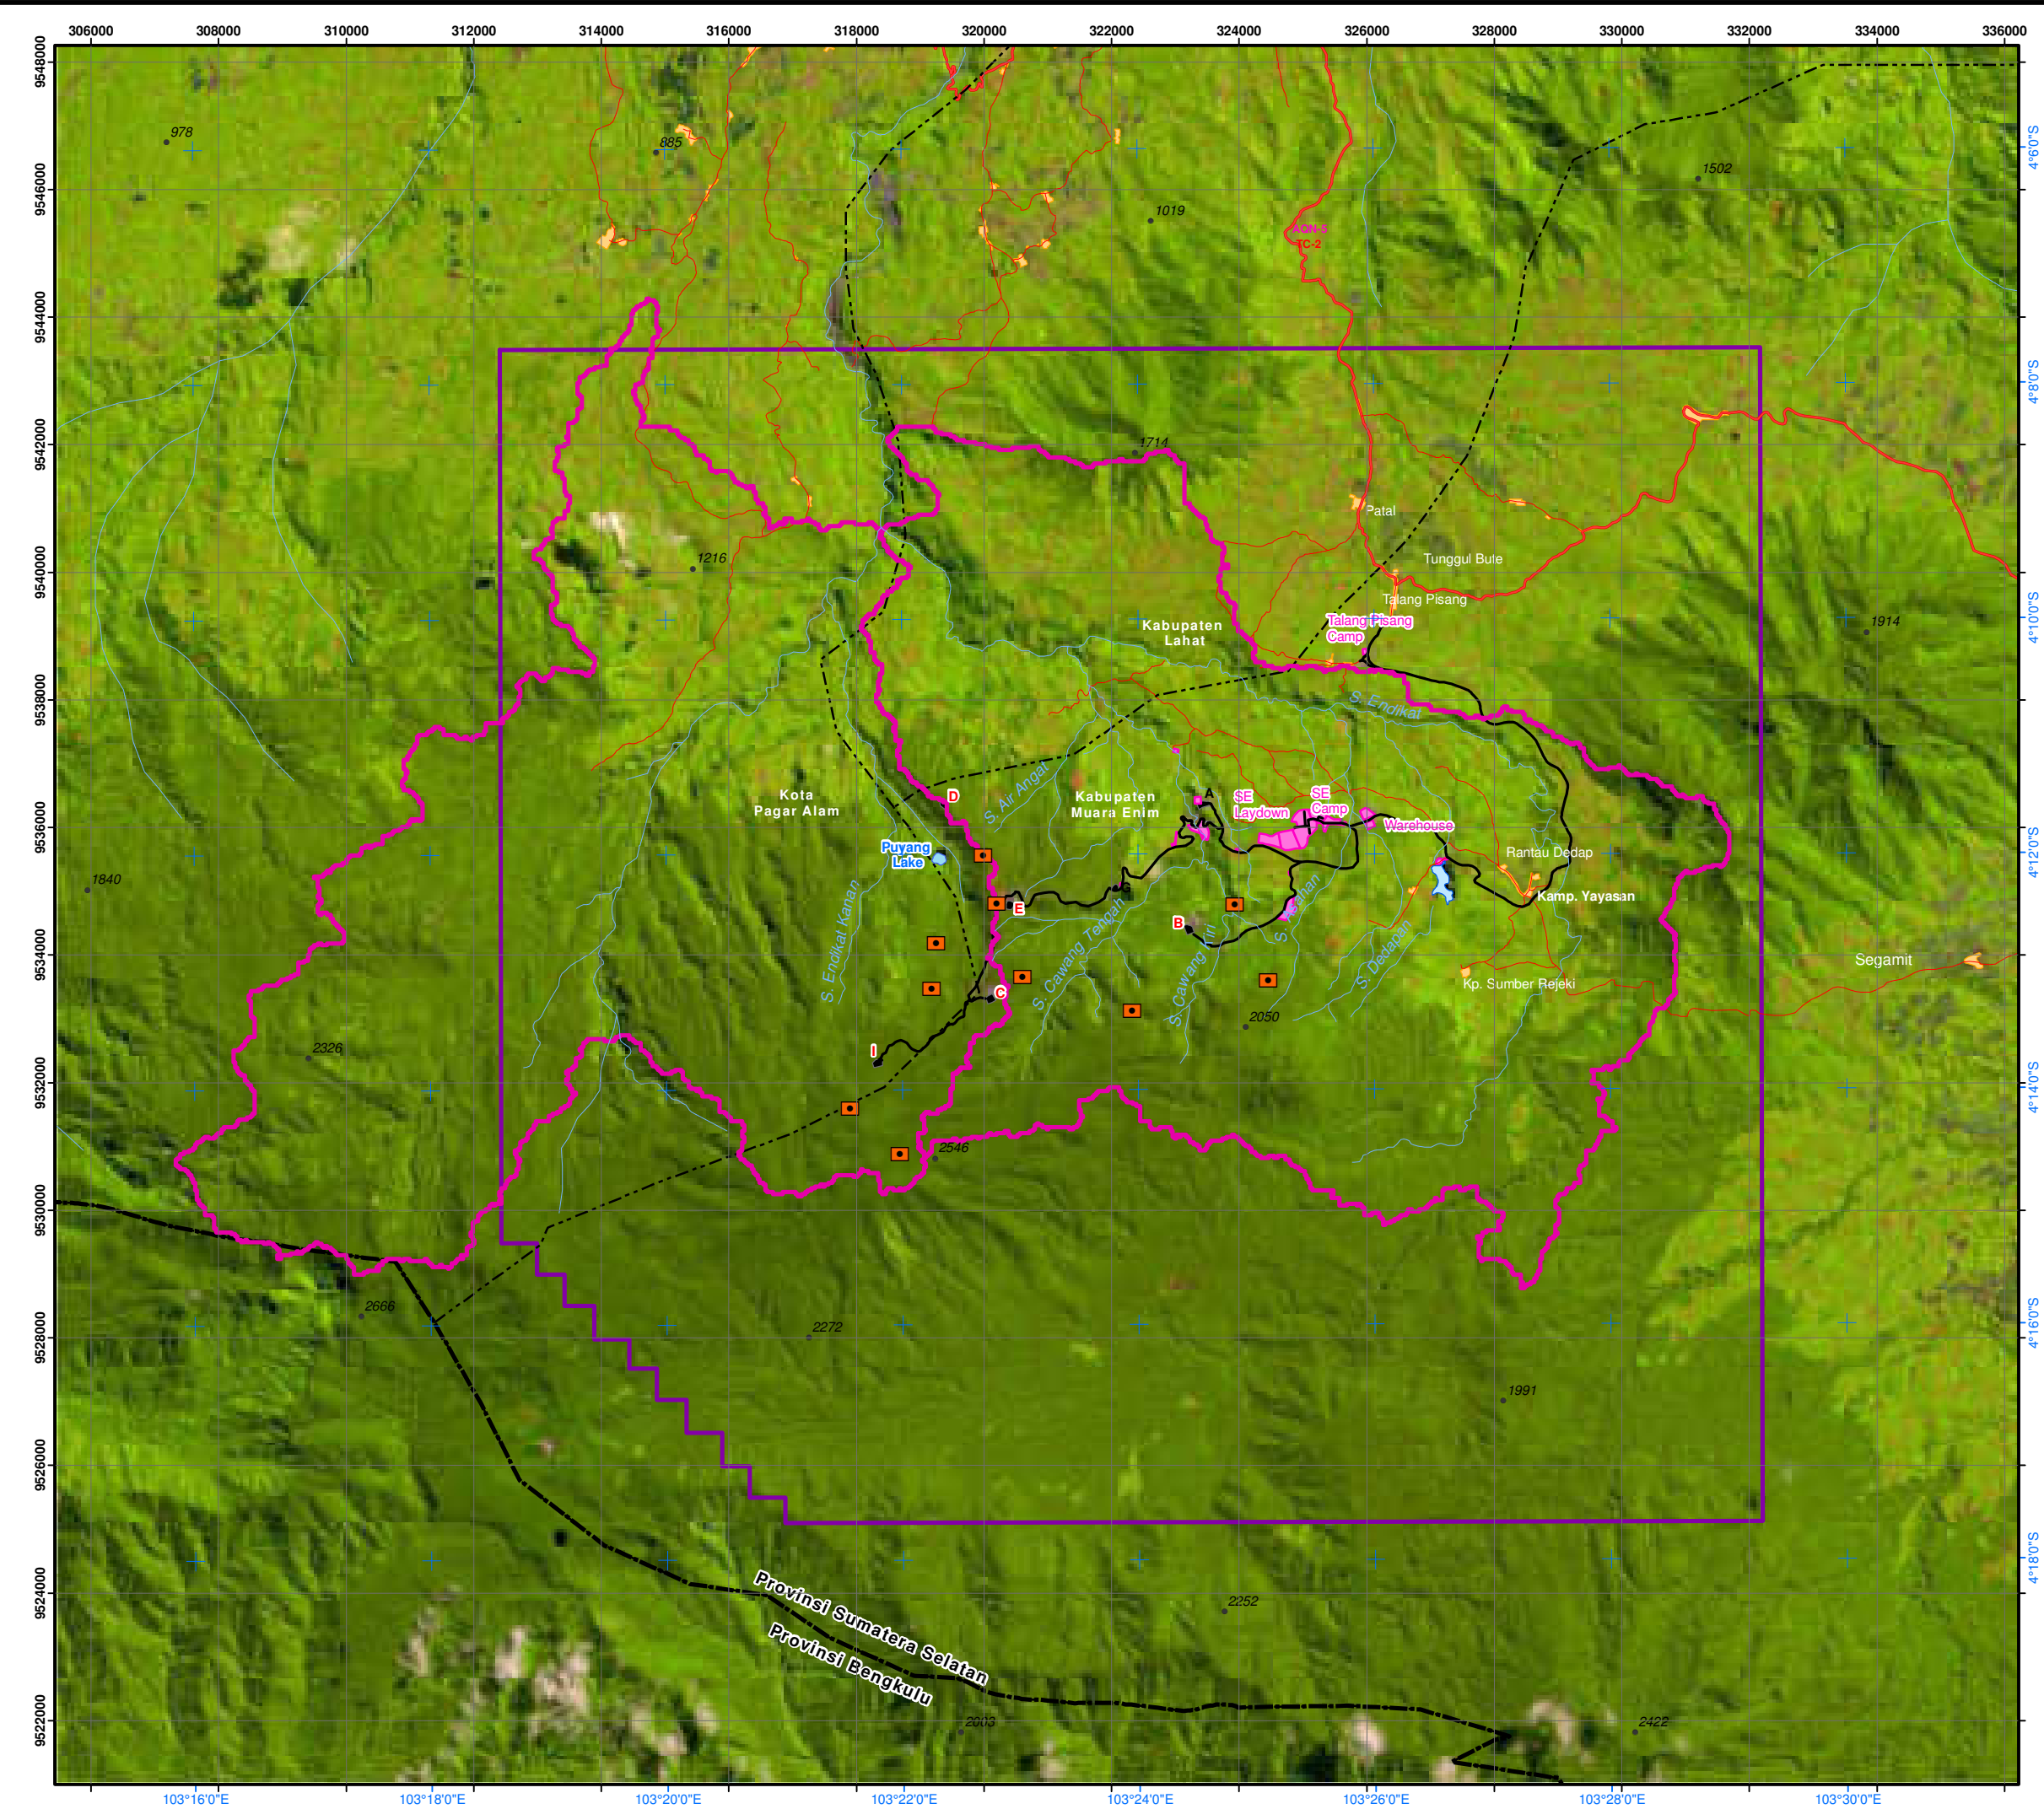 306000 308000 310000 312000 314000 316000 318000 320000 322000 324000 326000 328000 330000 332000 334000 336000
9548000
978
885
4°6'0"S
1502
9546000
1019
AQN-5
TC-2
9544000
4°8'0"S
9542000
1714
Patal
1216
Tunggul Bute
9540000
Talang Pisang
Talang Pisang
Camp
Kabupaten
Lahat
1914
4°10'0"S
9538000
S. Endikat
S. Air Angat
D
Kota
Pagar Alam
Kabupaten
Muara Enim
A
SE
Laydown
SE
Camp
Warehouse
9536000
Puyang
Lake
Rantau Dedap
4°12'0"S
1840
G
E
Kamp. Yayasan
B
S. Endikat Kanan
S. Cawang Tengah
S. Cawang Kiri
S. Asahan
S. Dedapan
9534000
Segamit
Kp. Sumber Rejeki
C
2050
2326
I
9532000
4°14'0"S
2546
9530000
2666
2272
4°16'0"S
9528000
1991
9526000
4°18'0"S
9524000
2252
Provinsi Sumatera Selatan
Provinsi Bengkulu
9522000
2422
103°16'0"E 103°18'0"E 103°20'0"E 103°22'0"E 103°24'0"E 103°26'0"E 103°28'0"E 103°30'0"E